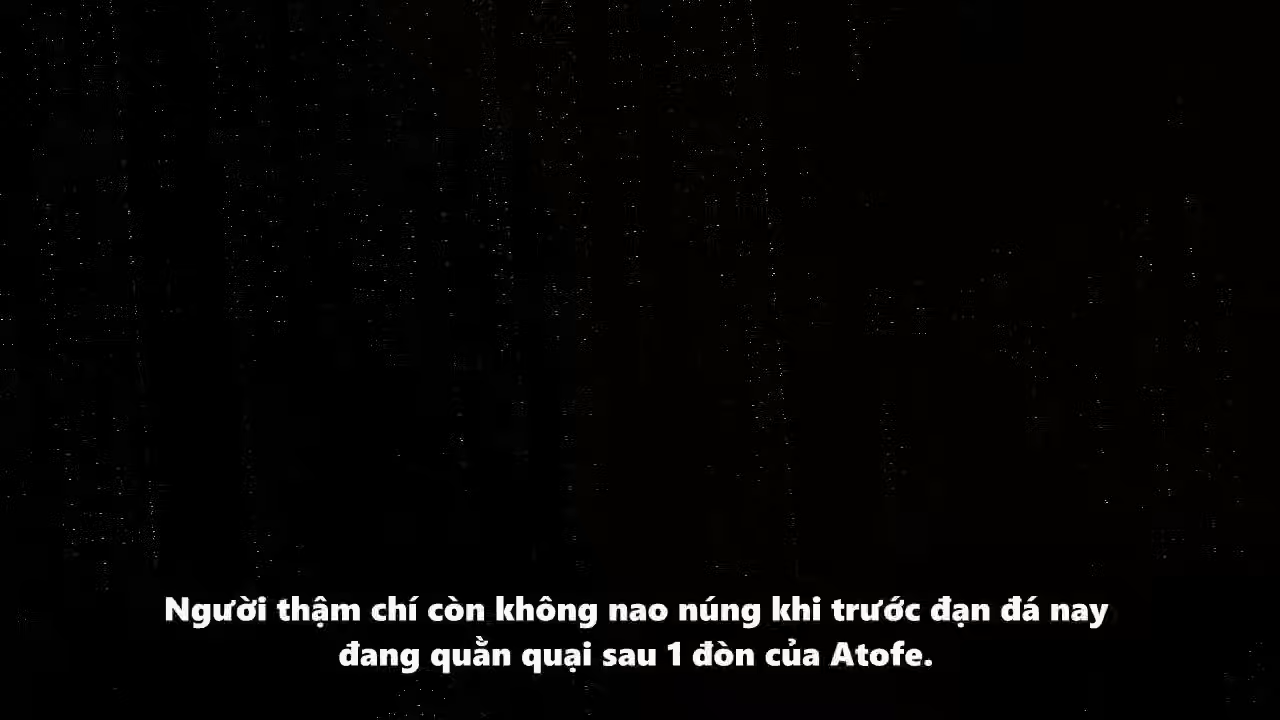 Người thậm chí còn không nao núng khi trước đạn đá nay
đang quằn quại sau 1 đòn của Atofe.